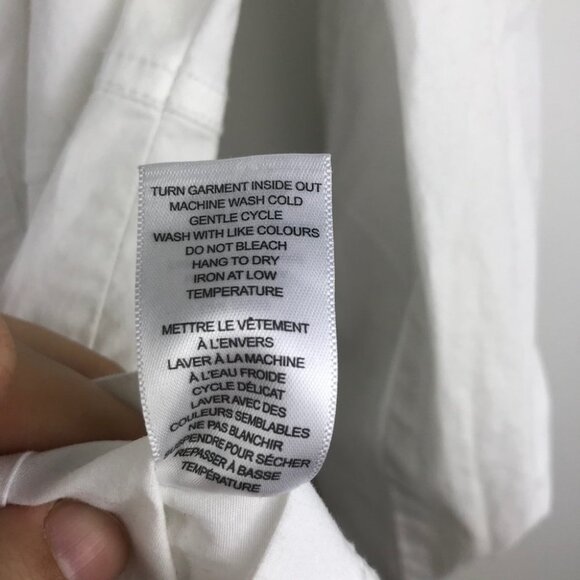 TURN GARMENT INSIDE OUT
MACHINE WASH COLD
GENTLE CYCLE
WASH WITH LIKE COLOURS
DO NOT BLEACH
HANG TO DRY
IRON AT LOW
TEMPERATURE
METTRE LE VÊTEMENT
À L'ENVERS
LAVER À LA MACHINE
À L'EAU FROIDE
CYCLE DÉLICAT
LAVER AVEC DES
COULEURS SEMBLABLES
NE PAS BLANCHIR
POUR SÉCHER
REPASSER À BASSE
TEMPÉRATURE